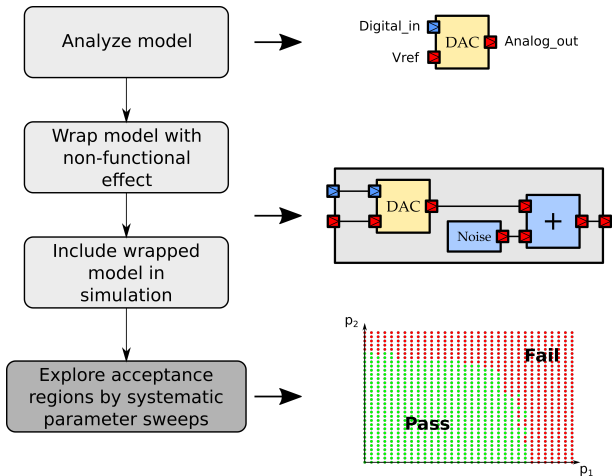 Analyze model
Digital_in
Vref
DAC
Analog_out
Wrap model with
non-functional
effect
DAC
Noise
+
Include wrapped
model in
simulation
Explore acceptance
regions by systematic
parameter sweeps
p2
Fail
Pass
p1